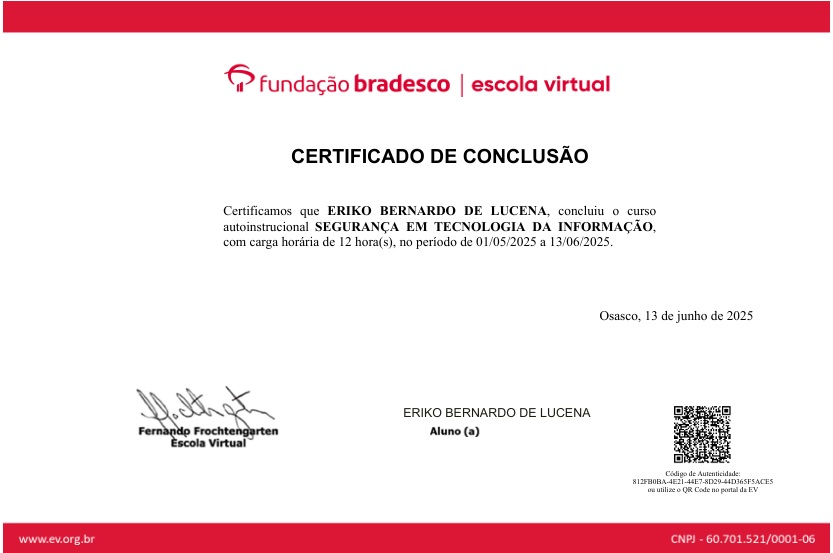 fundação bradesco | escola virtual
CERTIFICADO DE CONCLUSÃO
Certificamos que ERIKO BERNARDO DE LUCENA, concluiu o curso
autoinstrucional SEGURANÇA EM TECNOLOGIA DA INFORMAÇÃO,
com carga horária de 12 hora(s), no período de 01/05/2025 a 13/06/2025.
Osasco, 13 de junho de 2025
Fernando Frochtengarten
Escola Virtual
ERIKO BERNARDO DE LUCENA
Aluno (a)
Código de Autenticidade:
812FB0BA-4E21-44E7-8D29-44D365F5ACE5
ou utilize o QR Code no portal da EV
www.ev.org.br
CNPJ - 60.701.521/0001-06